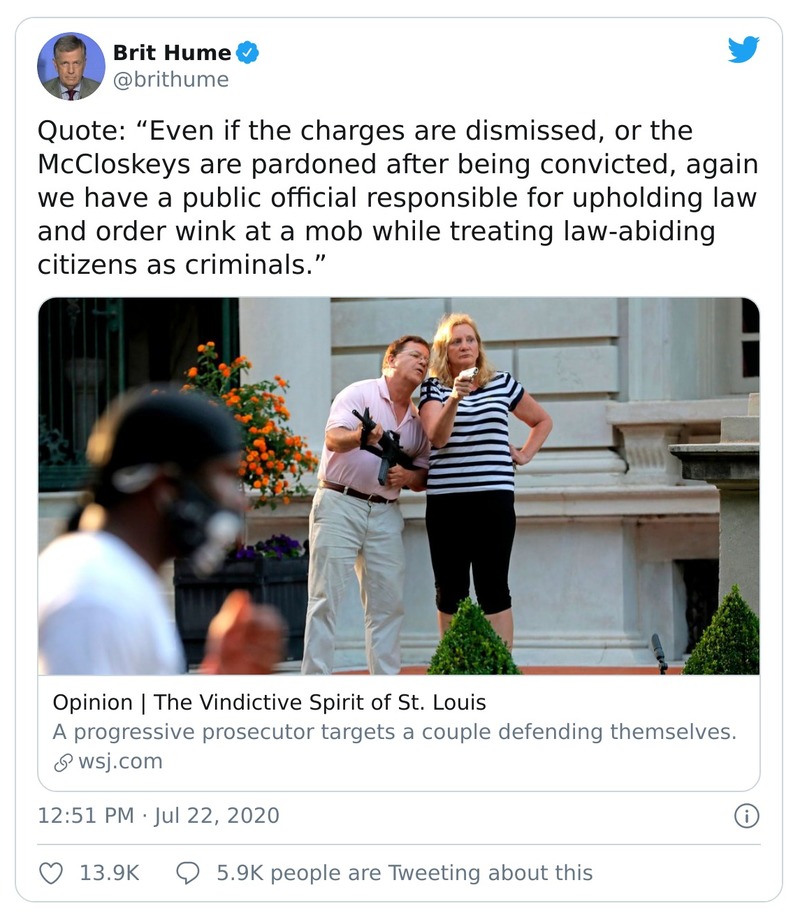 Brit Hume
@brithume
Quote: “Even if the charges are dismissed, or the
McCloskeys are pardoned after being convicted, again
we have a public official responsible for upholding law
and order wink at a mob while treating law-abiding
citizens as criminals.”
Opinion | The Vindictive Spirit of St. Louis
A progressive prosecutor targets a couple defending themselves.
wsj.com
12:51 PM · Jul 22, 2020
13.9K
5.9K people are Tweeting about this